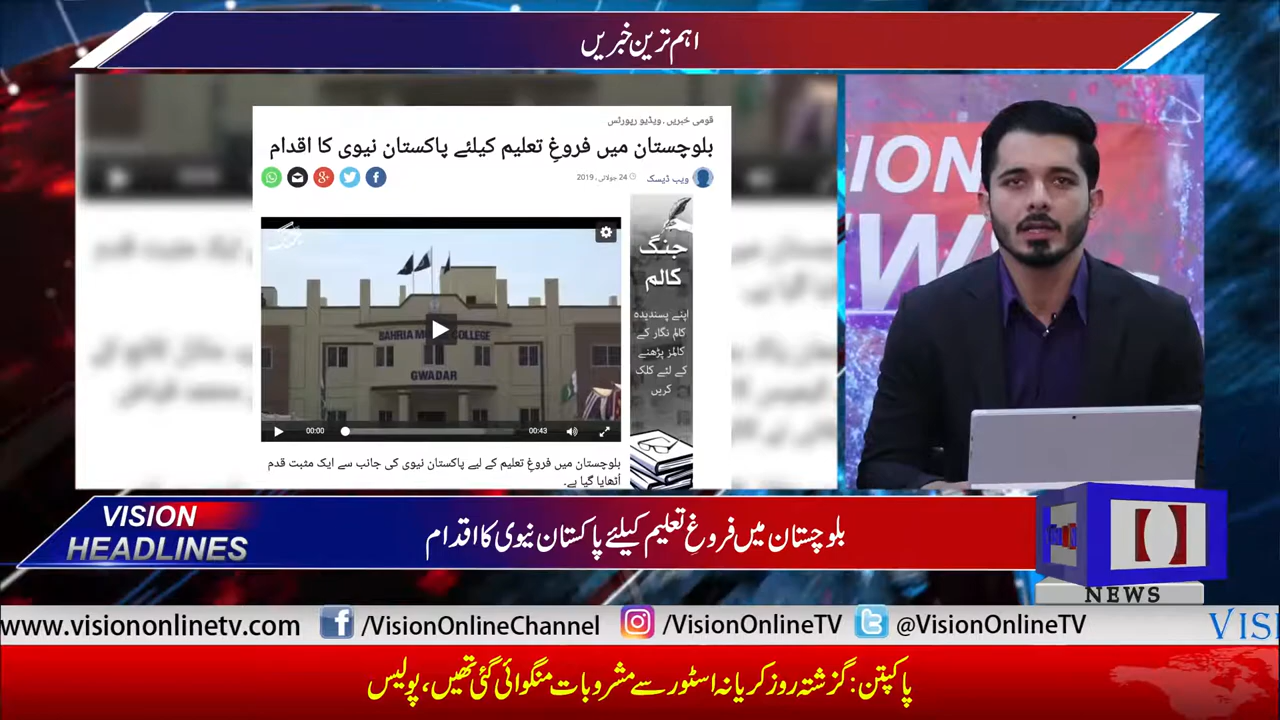 اہم ترین خبریں
قومی خبریں . ویڈیو رپورٹس
بلوچستان میں فروغِ تعلیم کیلئے پاکستان نیوی کا اقدام
ویب ڈیسک
24 جولائی ، 2019
جنگ
جنگ
کالم
اپنے پسندیدہ
کالم نگار کے
کالمز پڑھنے
کے لئے کلک
کریں
BAHRIA MODEL COLLEGE
GWADAR
00:00
00:43
بلوچستان میں فروغِ تعلیم کے لیے پاکستان نیوی کی جانب سے ایک مثبت قدم
اُٹھایا گیا ہے۔
VISION
HEADLINES
بلوچستان میں فروغِ تعلیم کیلئے پاکستان نیوی کا اقدام
NEWS
www.visiononlinetv.com
/VisionOnlineChannel
/VisionOnlineTV
@VisionOnlineTV
VIS
پاکپتن: گزشتہ روز کریانہ اسٹور سے مشروبات منگوائی گئی تھیں، پولیس